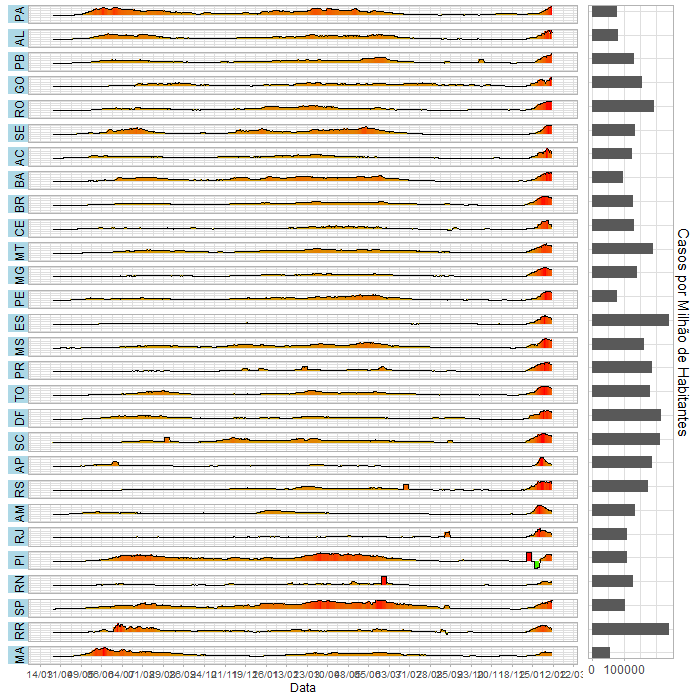 PA
AL
PB
GO
RO
SE
AC
BA
BR
CE
MT
MG
PE
ES
MS
PR
TO
DF
SC
AP
RS
AM
RJ
PI
RN
SP
RR
MA
Data
0 100000
Casos por Milhão de Habitantes